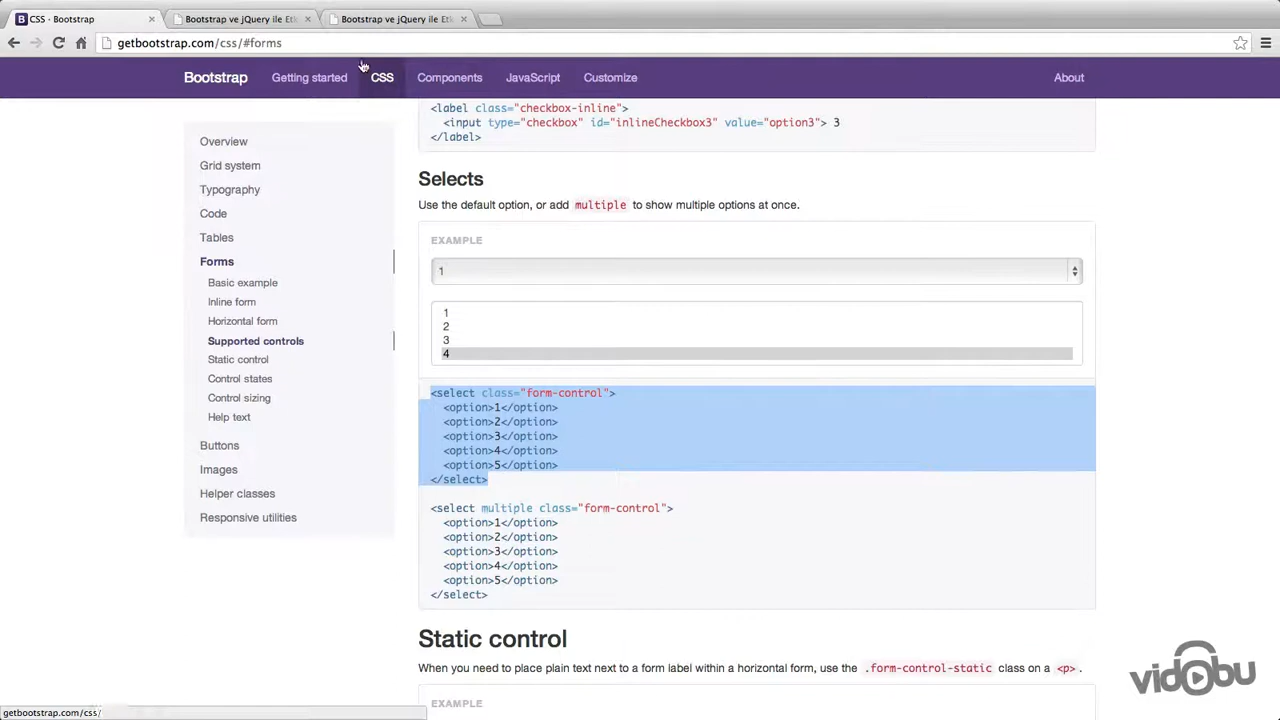 CSS · Bootstrap
Bootstrap ve jQuery ile Etk
Bootstrap ve jQuery ile Etk
getbootstrap.com/css/#forms
Bootstrap
Getting started
CSS
Components
JavaScript
Customize
About
<label class="checkbox-inline">
<input type="checkbox" id="inlineCheckbox3" value="option3"> 3
</label>
Overview
Grid system
Typography
Code
Tables
Forms
Basic example
Inline form
Horizontal form
Supported controls
Static control
Control states
Control sizing
Help text
Buttons
Images
Helper classes
Responsive utilities
Selects
Use the default option, or add multiple to show multiple options at once.
EXAMPLE
1
1
2
3
4
<select class="form-control">
<option>1</option>
<option>2</option>
<option>3</option>
<option>4</option>
<option>5</option>
</select>
<select multiple class="form-control">
<option>1</option>
<option>2</option>
<option>3</option>
<option>4</option>
<option>5</option>
</select>
Static control
When you need to place plain text next to a form label within a horizontal form, use the .form-control-static class on a <p>.
EXAMPLE
vidobu
getbootstrap.com/css/